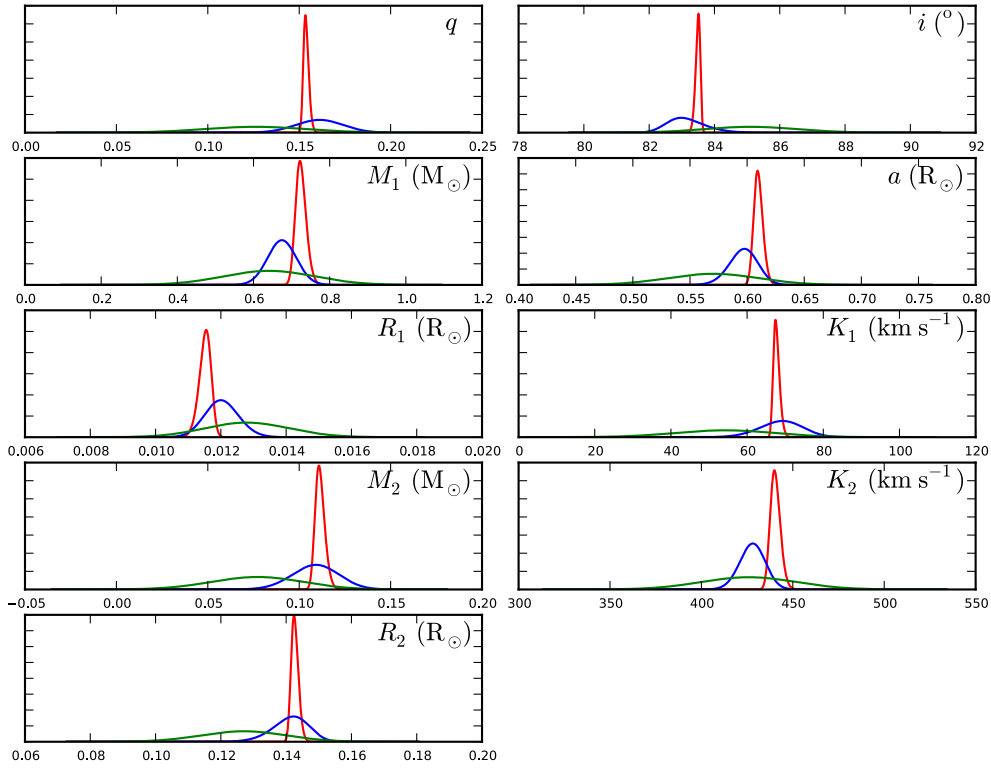 q
0.00 0.05 0.10 0.15 0.20 0.25
i (°)
78 80 82 84 86 88 90 92
M₁ (M☉)
0.0 0.2 0.4 0.6 0.8 1.0 1.2
a (R☉)
0.40 0.45 0.50 0.55 0.60 0.65 0.70 0.75 0.80
R₁ (R☉)
0.006 0.008 0.010 0.012 0.014 0.016 0.018 0.020
K₁ (km s⁻¹)
0 20 40 60 80 100 120
M₂ (M☉)
−0.05 0.00 0.05 0.10 0.15 0.20
K₂ (km s⁻¹)
300 350 400 450 500 550
R₂ (R☉)
0.06 0.08 0.10 0.12 0.14 0.16 0.18 0.20